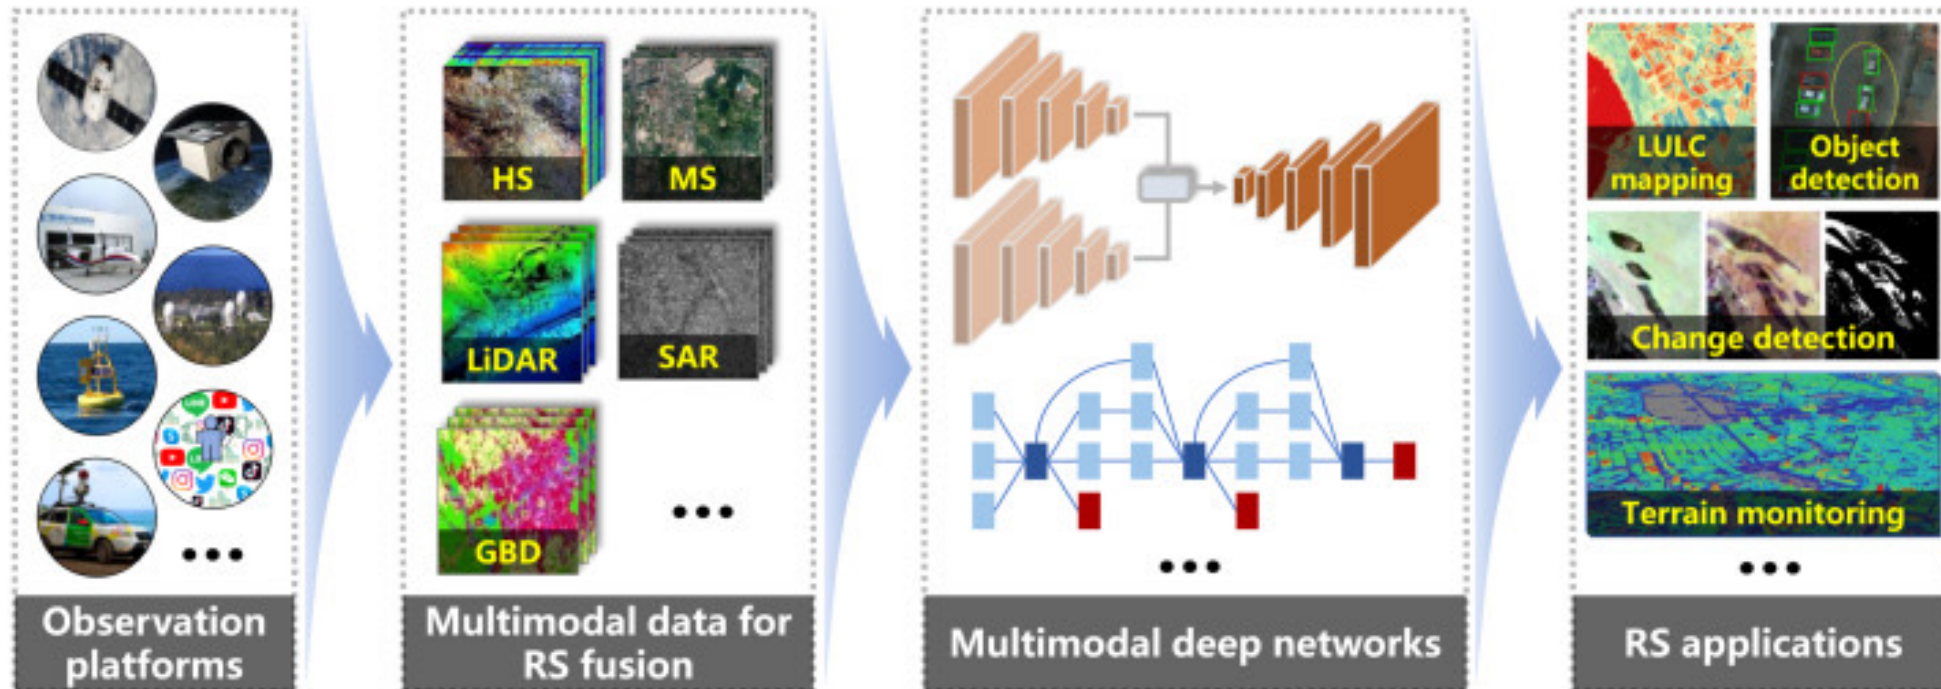 HS
MS
LiDAR
SAR
GBD
LULC
mapping
Object
detection
Change detection
Terrain monitoring
Observation
platforms
Multimodal data for
RS fusion
Multimodal deep networks
RS applications